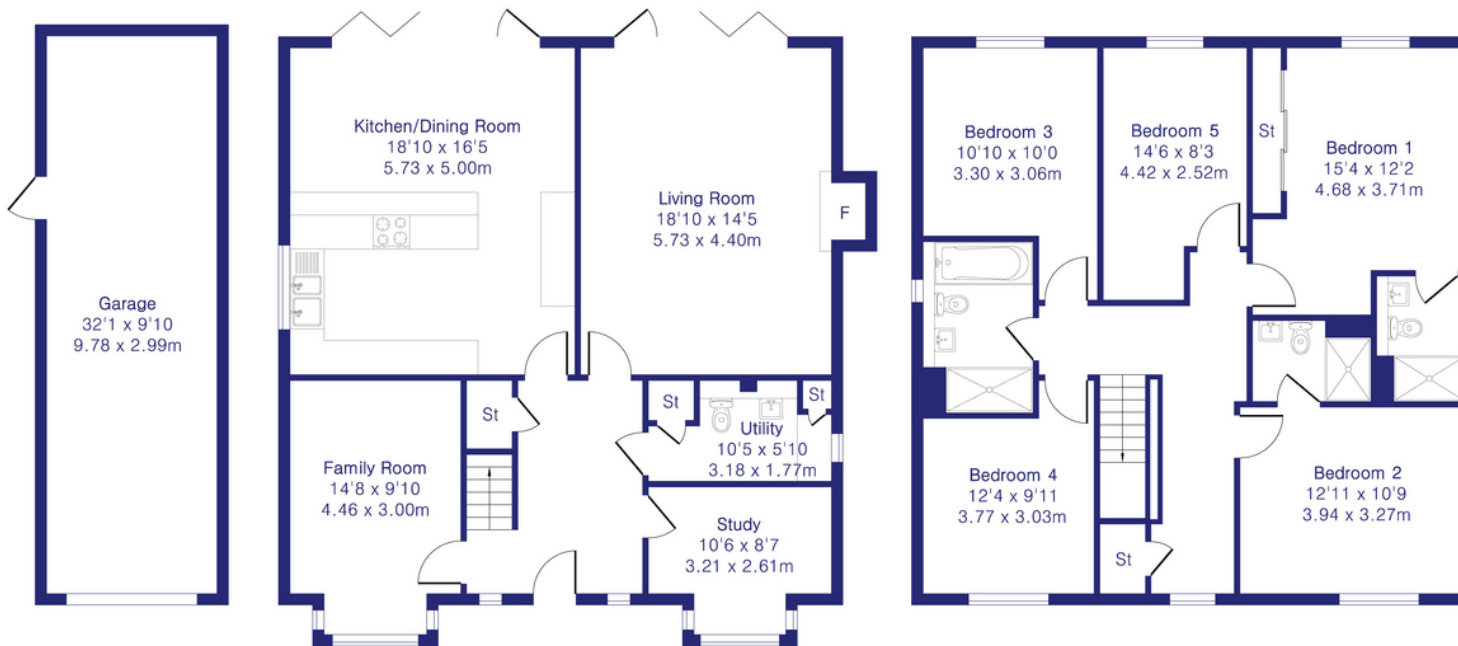 Garage
32'1 x 9'10
9.78 x 2.99m
Kitchen/Dining Room
18'10 x 16'5
5.73 x 5.00m
Living Room
18'10 x 14'5
5.73 x 4.40m
F
St
St
St
Utility
10'5 x 5'10
3.18 x 1.77m
Family Room
14'8 x 9'10
4.46 x 3.00m
Study
10'6 x 8'7
3.21 x 2.61m
Bedroom 3
10'10 x 10'0
3.30 x 3.06m
Bedroom 5
14'6 x 8'3
4.42 x 2.52m
St
Bedroom 1
15'4 x 12'2
4.68 x 3.71m
Bedroom 4
12'4 x 9'11
3.77 x 3.03m
St
Bedroom 2
12'11 x 10'9
3.94 x 3.27m